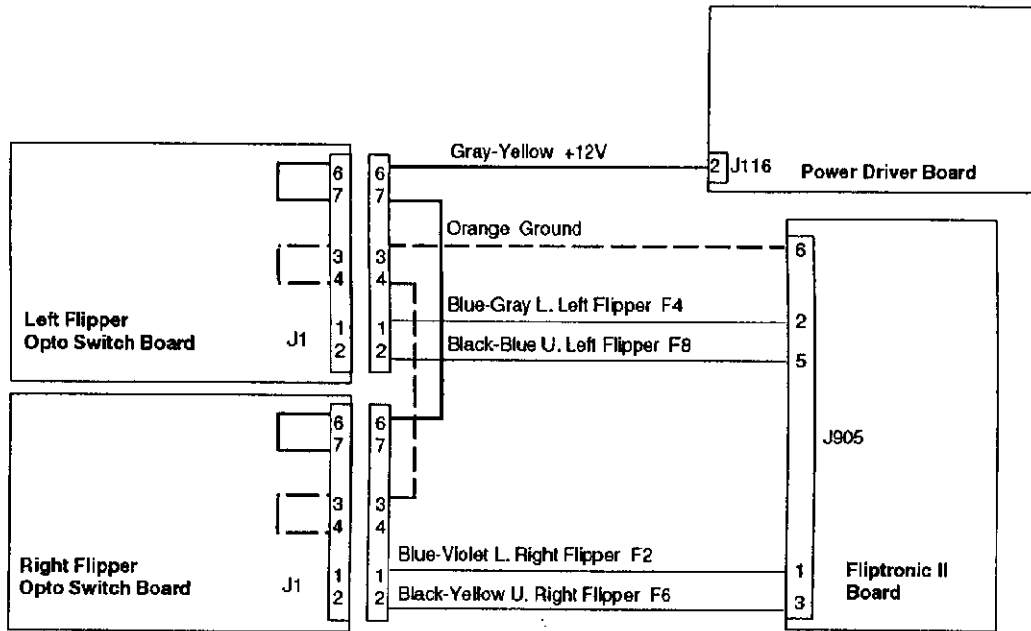 Gray-Yellow +12V
2 J116
Power Driver Board
6 6
7 7
Orange Ground
3 3 6
4 4
Blue-Gray L. Left Flipper F4
Left Flipper
Opto Switch Board
J1
1 1 2
2 2 5
Black-Blue U. Left Flipper F8
6 6
7 7
J905
3 3
4 4
Right Flipper
Opto Switch Board
J1
Blue-Violet L. Right Flipper F2
1 1 1
Black-Yellow U. Right Flipper F6
2 2 3
Fliptronic II
Board